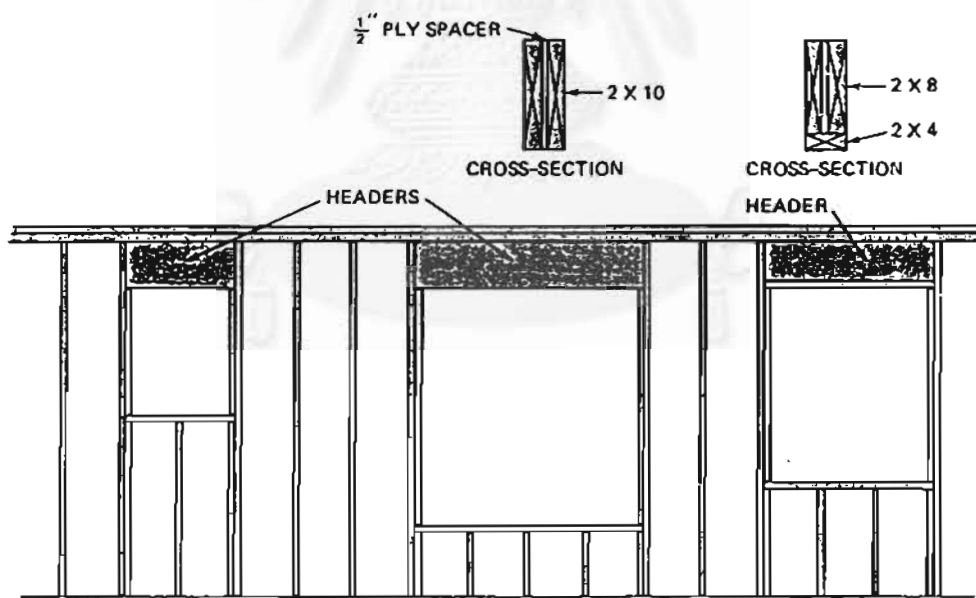 1/2" PLY SPACER
2 X 10
CROSS-SECTION
2 X 8
2 X 4
CROSS-SECTION
HEADERS
HEADER